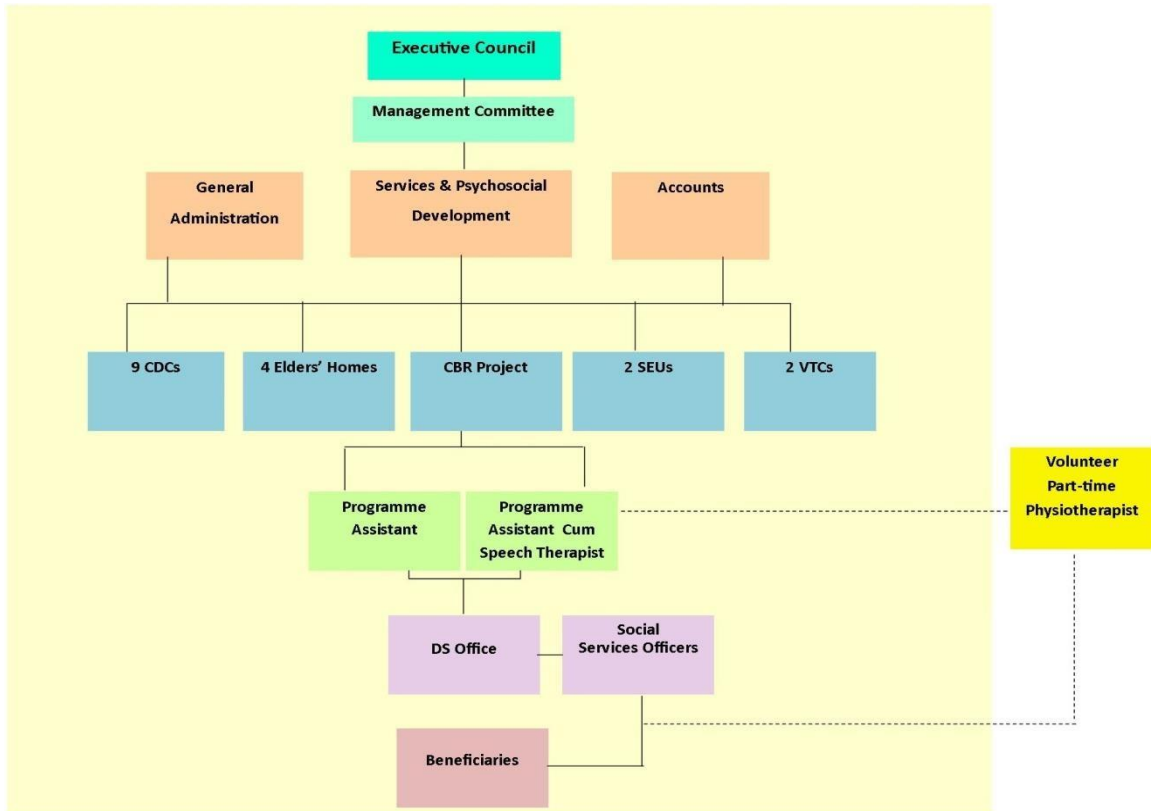 Executive Council
Management Committee
General
Administration
Services & Psychosocial
Development
Accounts
9 CDCs
4 Elders’ Homes
CBR Project
2 SEUs
2 VTCs
Volunteer
Part-time
Physiotherapist
Programme
Assistant
Programme
Assistant Cum
Speech Therapist
DS Office
Social
Services Officers
Beneficiaries